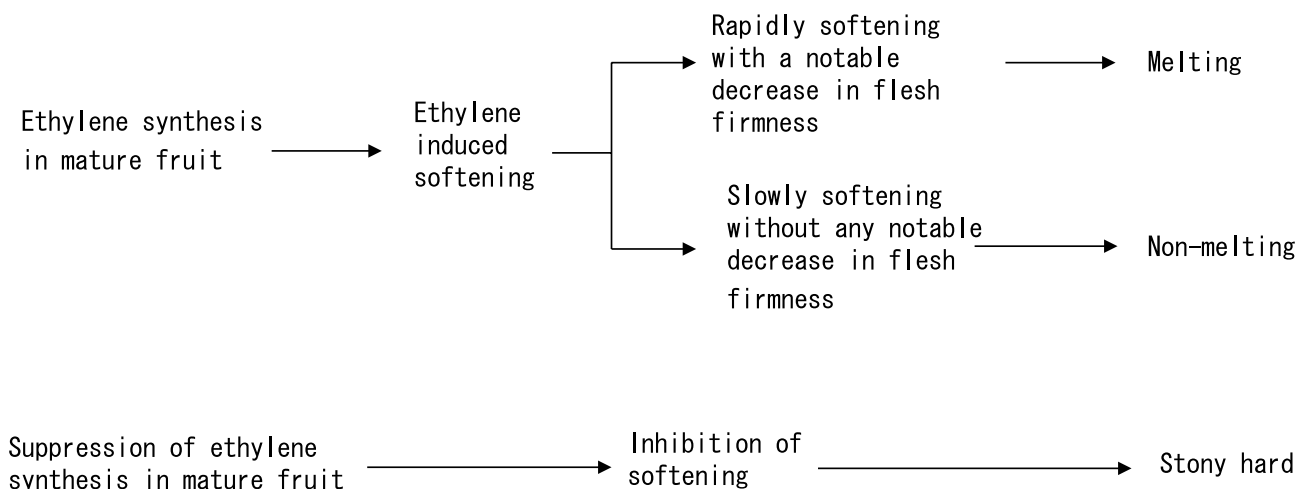 Ethylene synthesis
in mature fruit
Ethylene
induced
softening
Rapidly softening
with a notable
decrease in flesh
firmness
Melting
Slowly softening
without any notable
decrease in flesh
firmness
Non-melting
Suppression of ethylene
synthesis in mature fruit
Inhibition of
softening
Stony hard